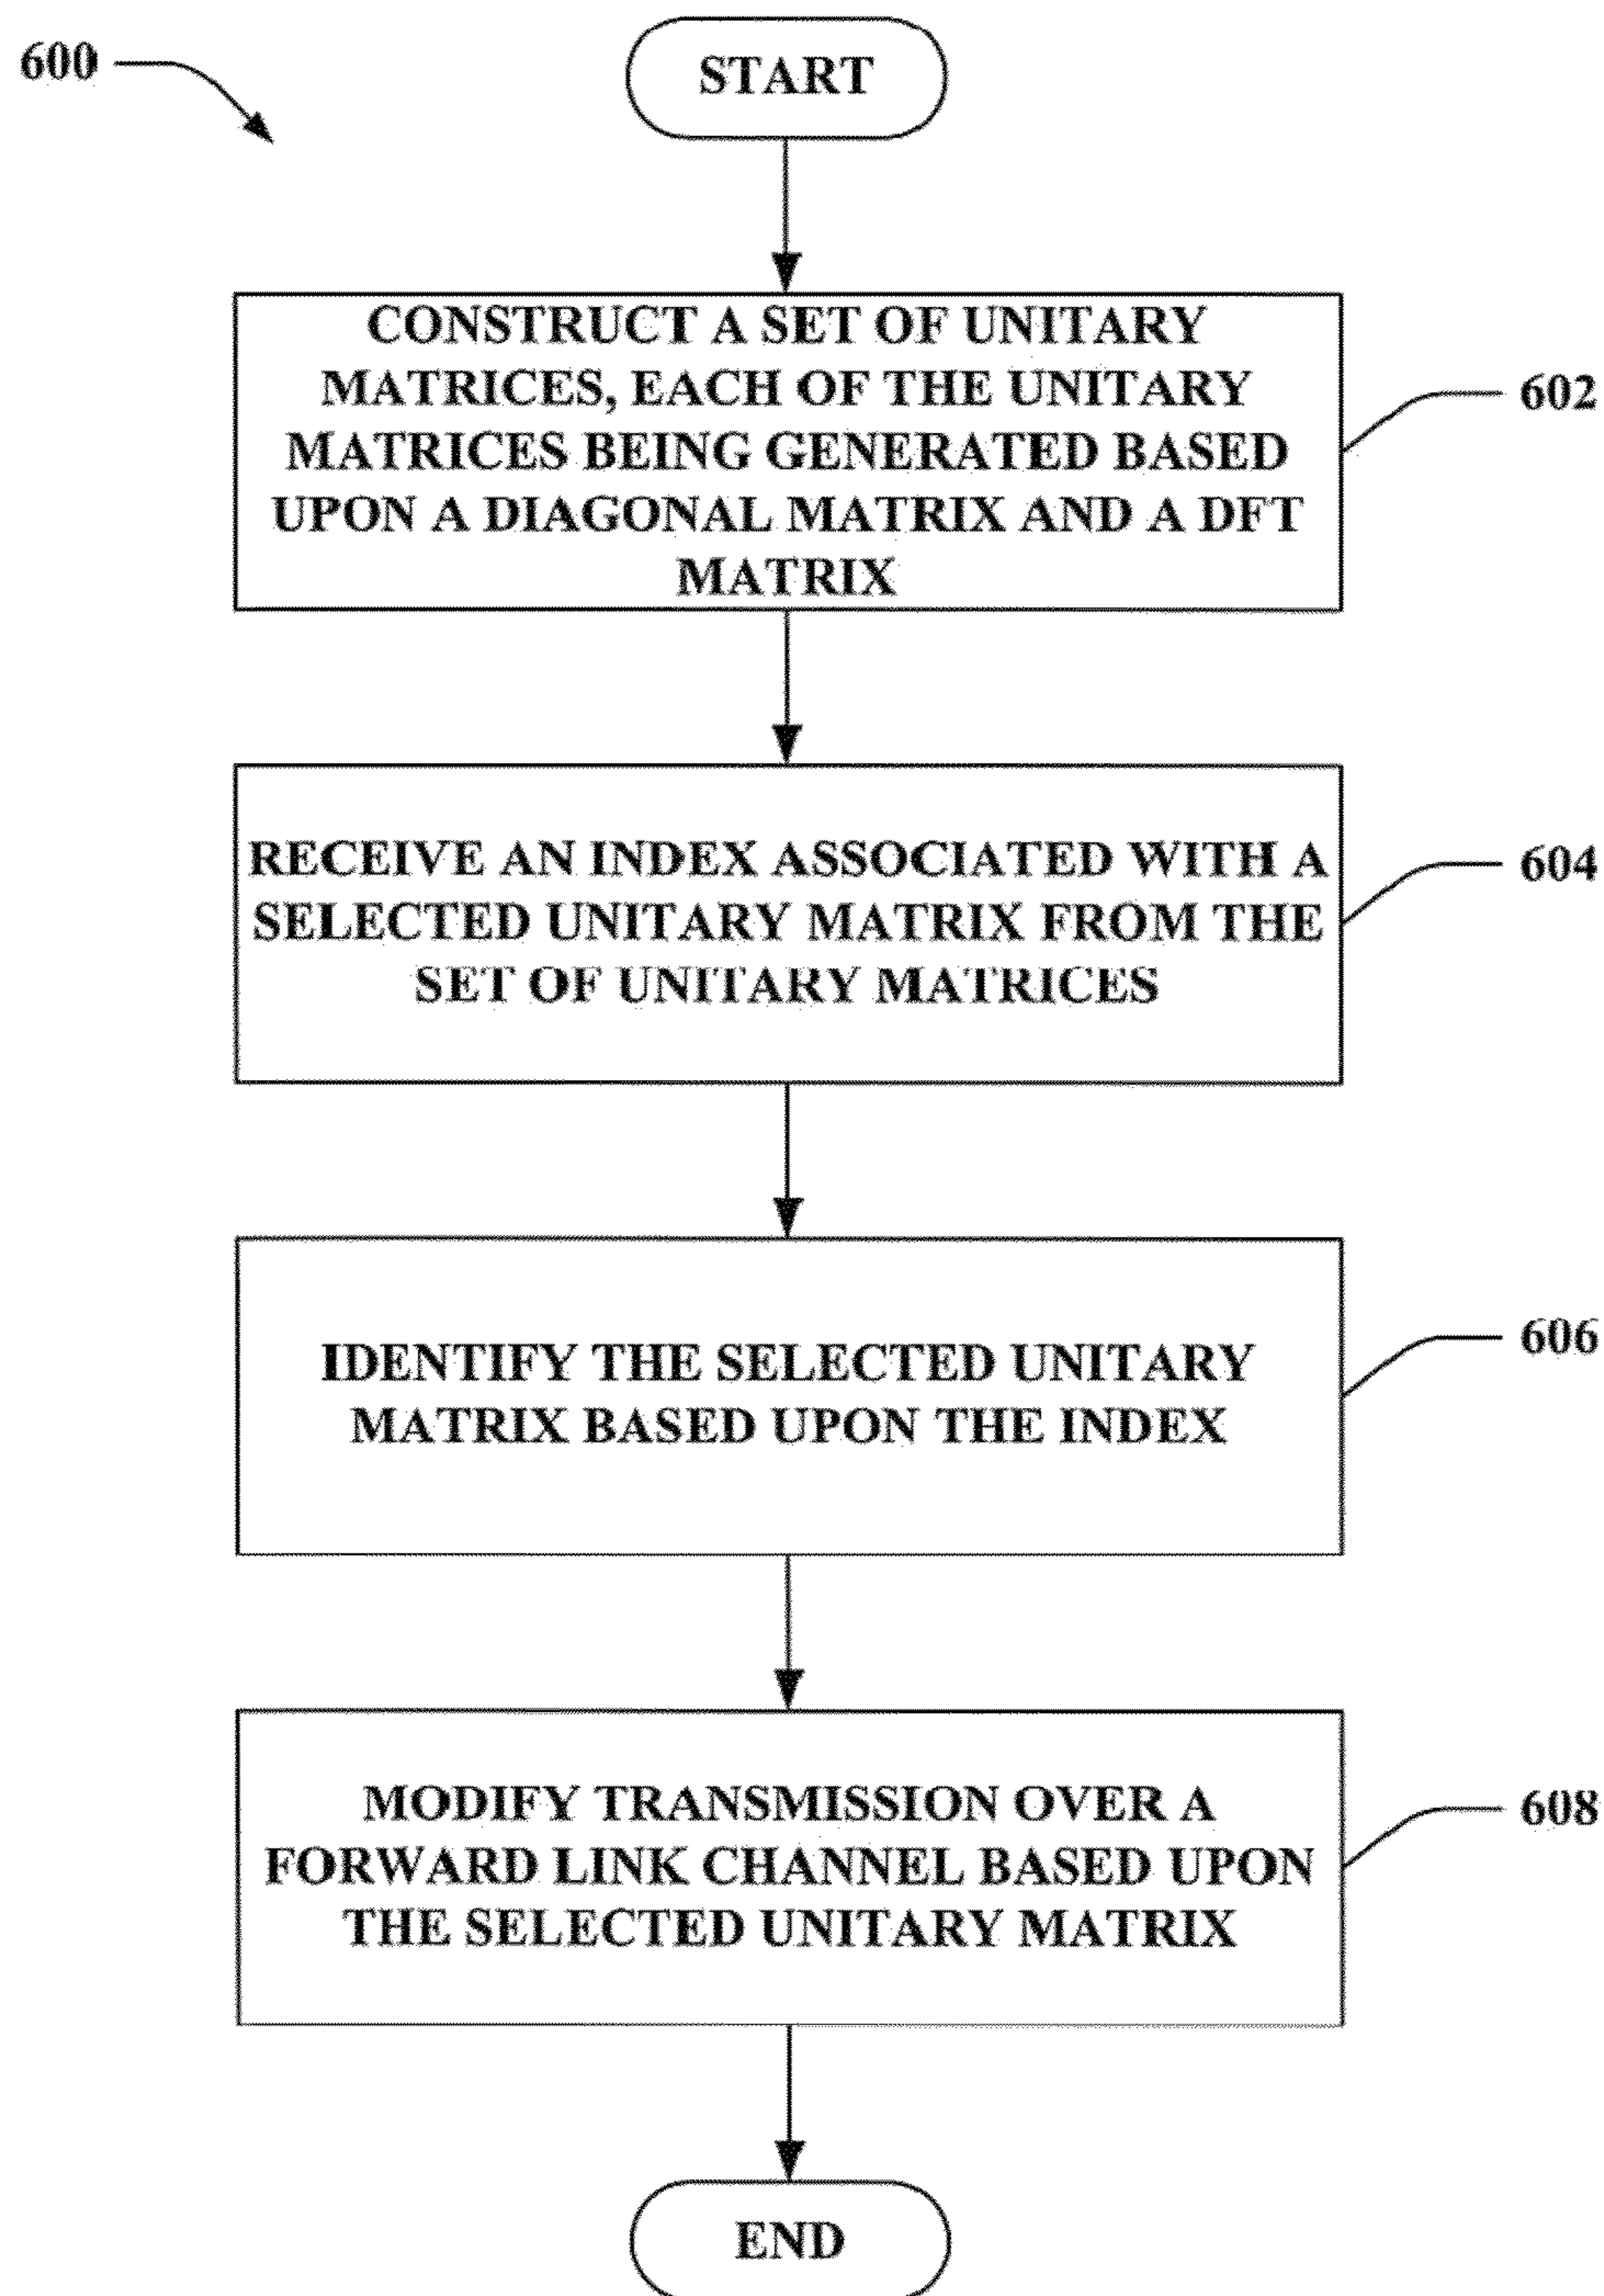 600
START
CONSTRUCT A SET OF UNITARY
MATRICES, EACH OF THE UNITARY
MATRICES BEING GENERATED BASED
UPON A DIAGONAL MATRIX AND A DFT
MATRIX
602
RECEIVE AN INDEX ASSOCIATED WITH A
SELECTED UNITARY MATRIX FROM THE
SET OF UNITARY MATRICES
604
IDENTIFY THE SELECTED UNITARY
MATRIX BASED UPON THE INDEX
606
MODIFY TRANSMISSION OVER A
FORWARD LINK CHANNEL BASED UPON
THE SELECTED UNITARY MATRIX
608
END